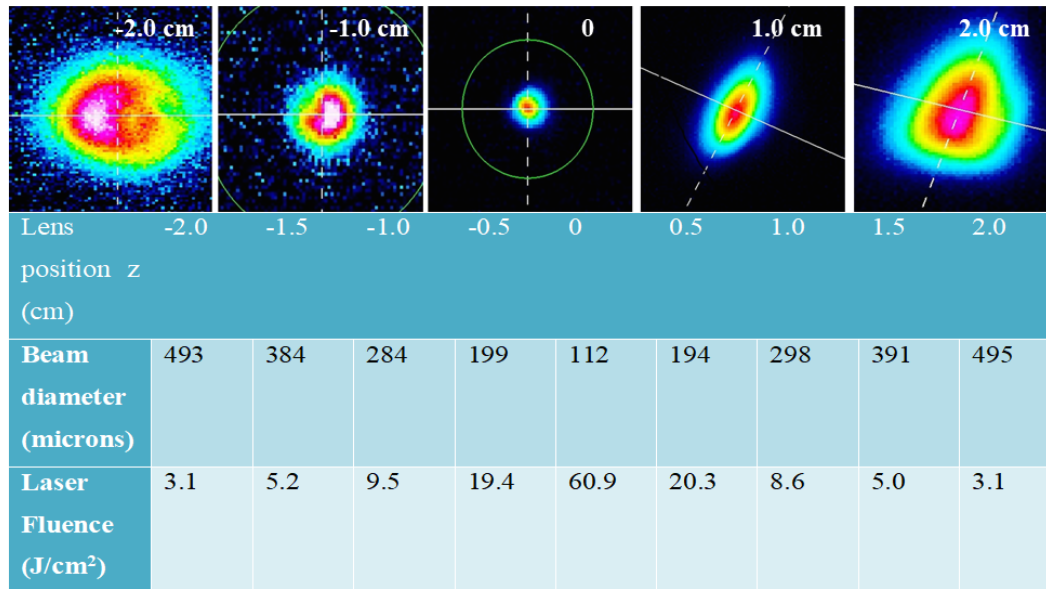 -2.0 cm -1.0 cm 0 1.0 cm 2.0 cm
Lens -2.0 -1.5 -1.0 -0.5 0 0.5 1.0 1.5 2.0
position z
(cm)
Beam 493 384 284 199 112 194 298 391 495
diameter
(microns)
Laser 3.1 5.2 9.5 19.4 60.9 20.3 8.6 5.0 3.1
Fluence
(J/cm²)